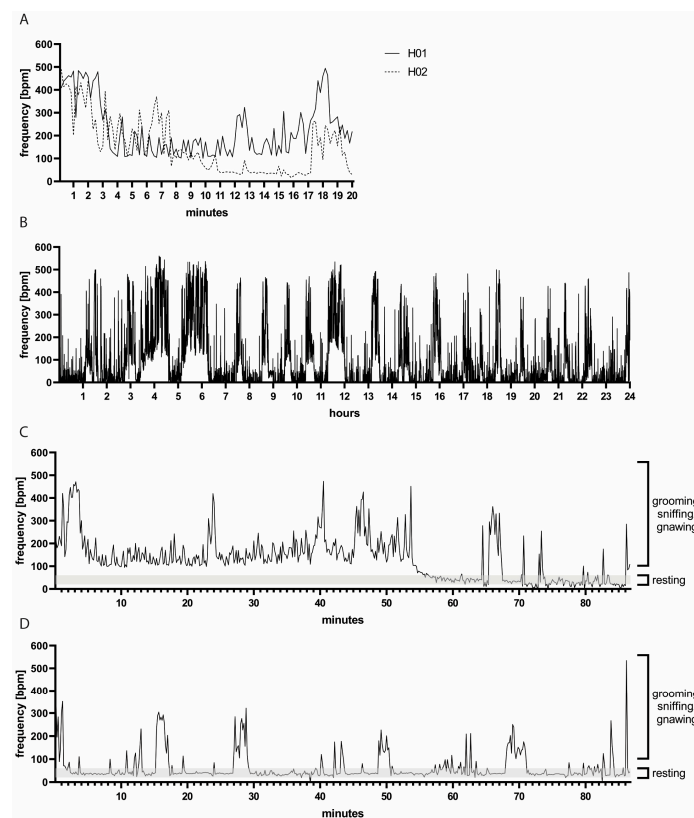 A
600
500
400
300
200
100
0
frequency [bpm]
H01
H02
1 2 3 4 5 6 7 8 9 10 11 12 13 14 15 16 17 18 19 20
minutes
B
600
500
400
300
200
100
0
frequency [bpm]
1 2 3 4 5 6 7 8 9 10 11 12 13 14 15 16 17 18 19 20 21 22 23 24
hours
C
600
500
400
300
200
100
0
frequency [bpm]
grooming
sniffing
gnawing
resting
10 20 30 40 50 60 70 80
minutes
D
600
500
400
300
200
100
0
frequency [bpm]
grooming
sniffing
gnawing
resting
10 20 30 40 50 60 70 80
minutes